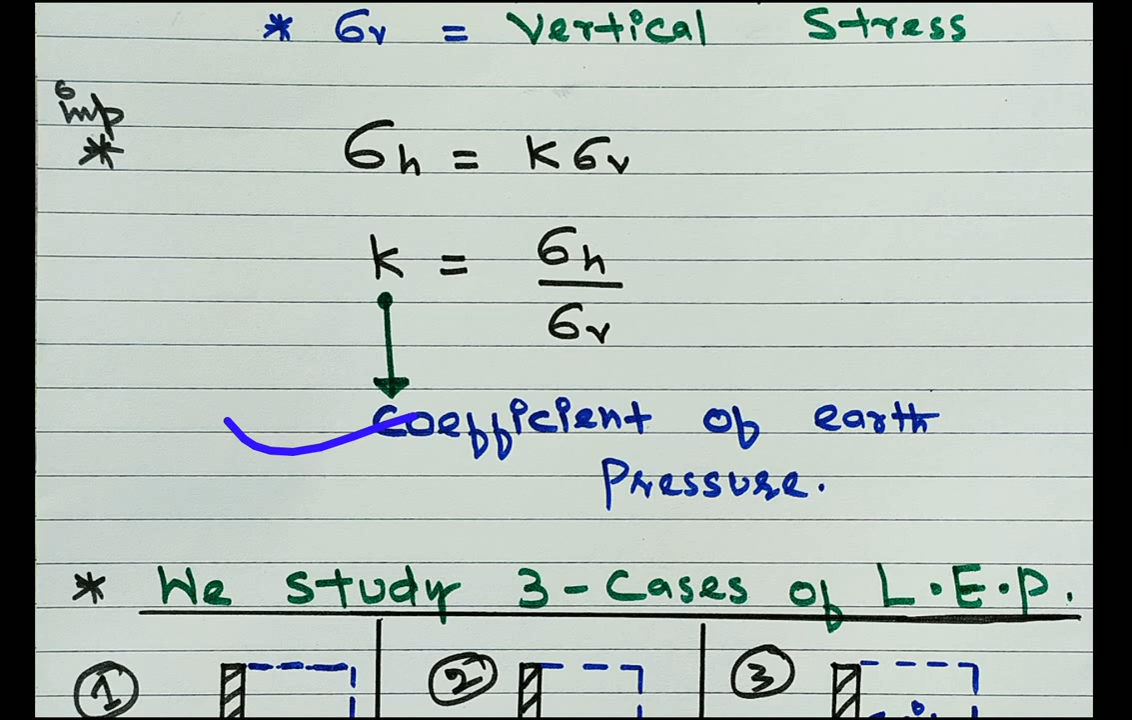 * σv = Vertical Stress
imp
*
σh = K σv
K = σh / σv
Coefficient of earth
Pressure.
* We study 3-Cases of L.E.P.
① ② ③